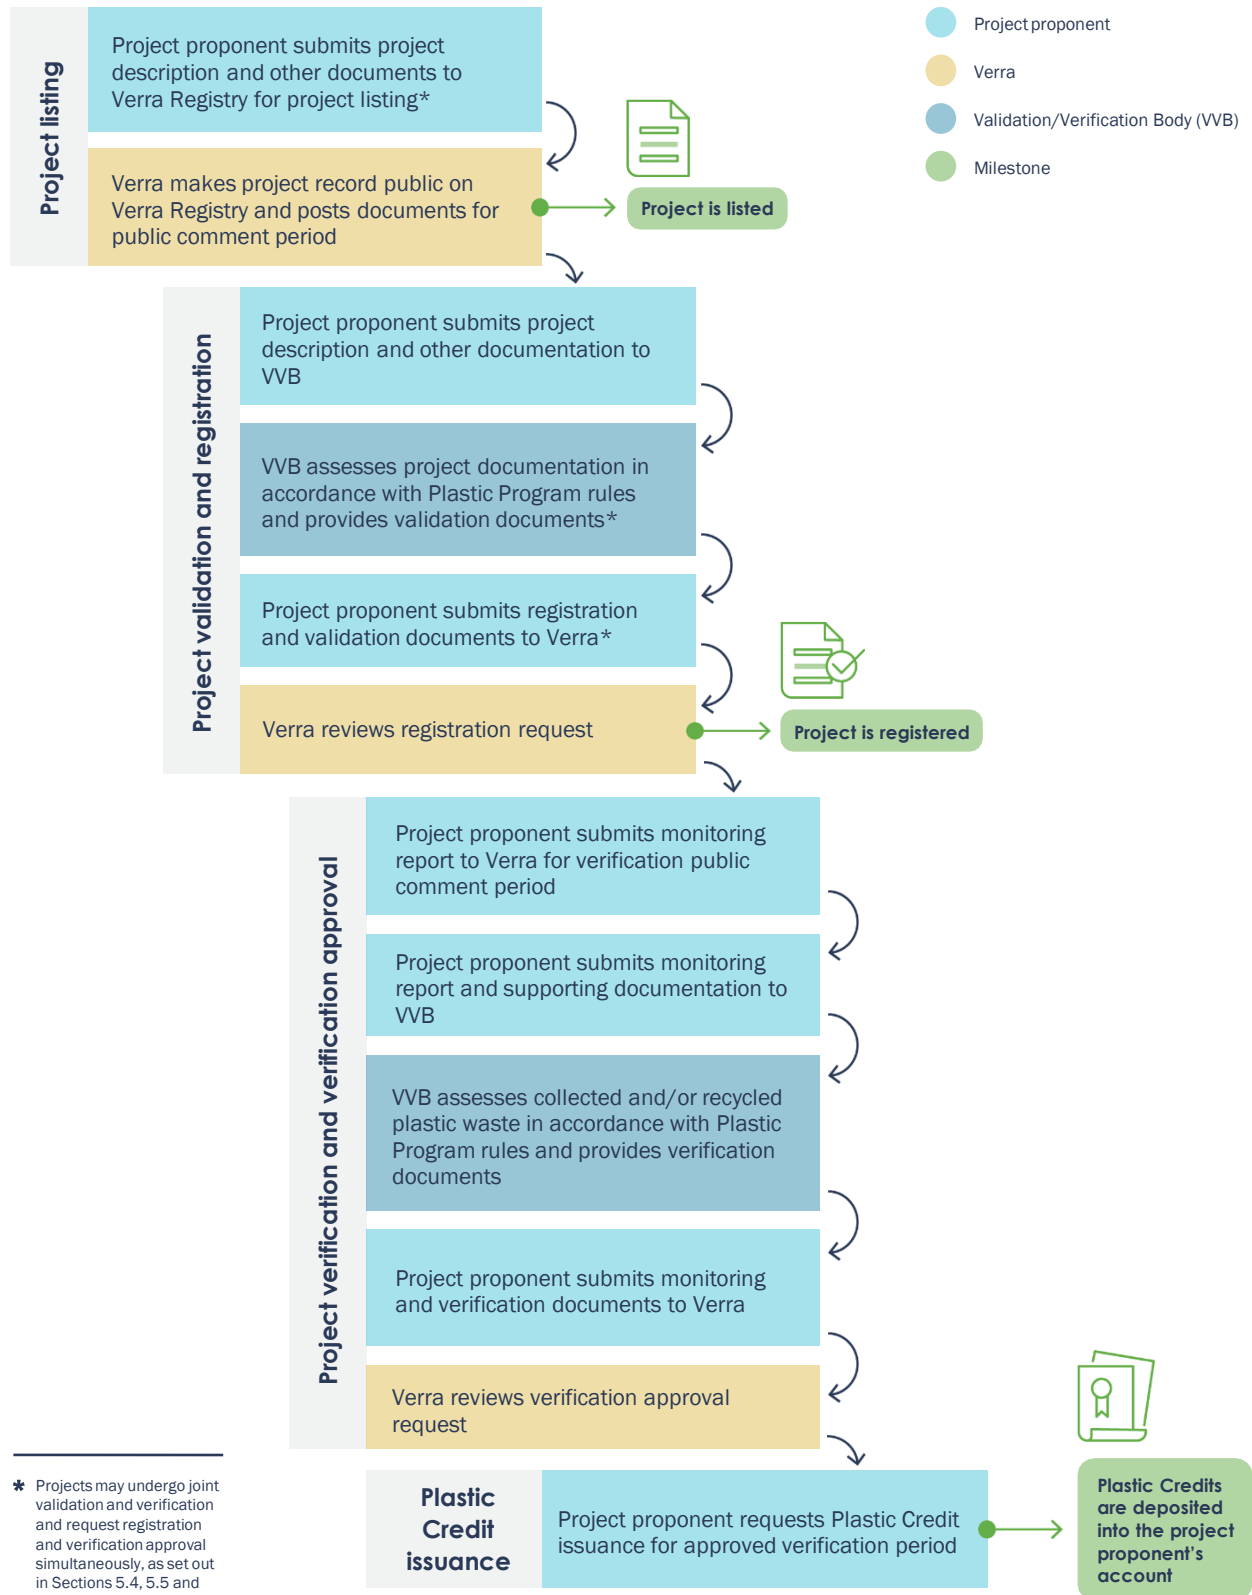 Project listing
Project proponent submits project
description and other documents to
Verra Registry for project listing*
Verra makes project record public on
Verra Registry and posts documents for
public comment period
Project is listed
Project proponent
Verra
Validation/Verification Body (VVB)
Milestone
Project validation and registration
Project proponent submits project
description and other documentation to
VVB
VVB assesses project documentation in
accordance with Plastic Program rules
and provides validation documents*
Project proponent submits registration
and validation documents to Verra*
Verra reviews registration request
Project is registered
Project verification and verification approval
Project proponent submits monitoring
report to Verra for verification public
comment period
Project proponent submits monitoring
report and supporting documentation to
VVB
VVB assesses collected and/or recycled
plastic waste in accordance with Plastic
Program rules and provides verification
documents
Project proponent submits monitoring
and verification documents to Verra
Verra reviews verification approval
request
Plastic
Credit
issuance
Project proponent requests Plastic Credit
issuance for approved verification period
Plastic Credits
are deposited
into the project
proponent's
account
* Projects may undergo joint
validation and verification
and request registration
and verification approval
simultaneously, as set out
in Sections 5.4, 5.5 and